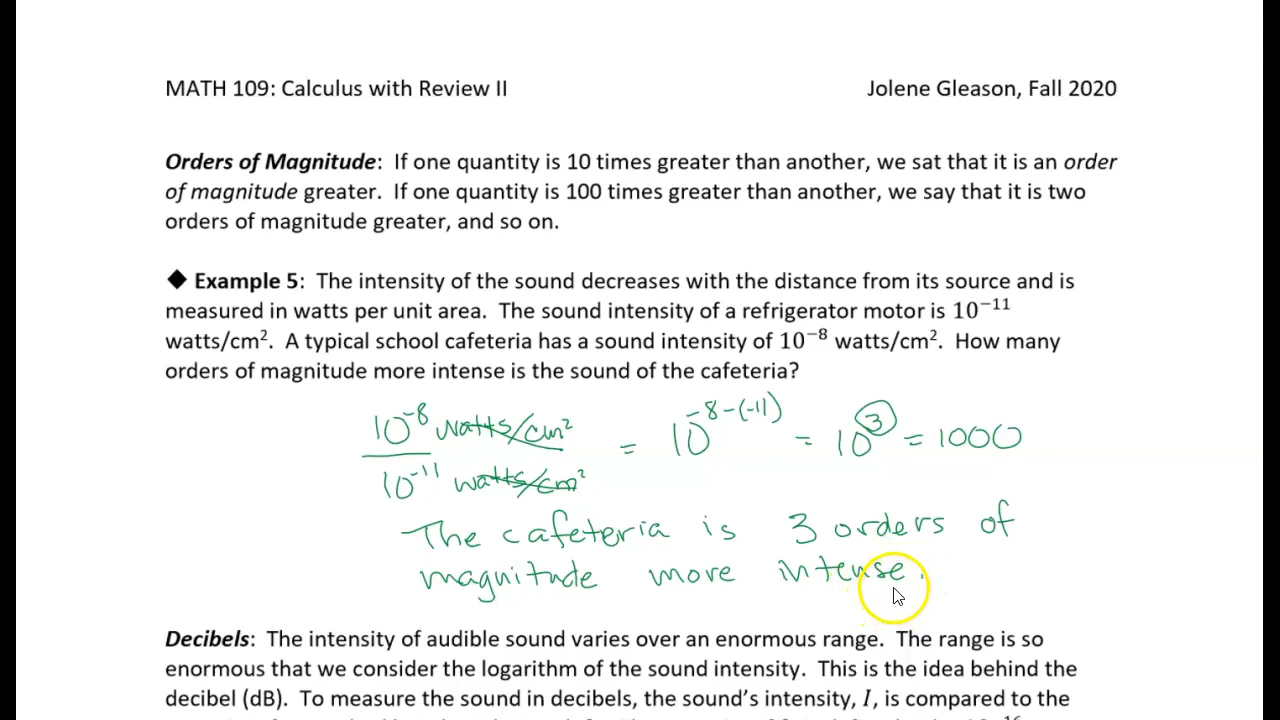 MATH 109: Calculus with Review II Jolene Gleason, Fall 2020
Orders of Magnitude: If one quantity is 10 times greater than another, we sat that it is an order
of magnitude greater. If one quantity is 100 times greater than another, we say that it is two
orders of magnitude greater, and so on.
◆ Example 5: The intensity of the sound decreases with the distance from its source and is
measured in watts per unit area. The sound intensity of a refrigerator motor is 10⁻¹¹
watts/cm². A typical school cafeteria has a sound intensity of 10⁻⁸ watts/cm². How many
orders of magnitude more intense is the sound of the cafeteria?
10⁻⁸ watts/cm²
10⁻¹¹ watts/cm²
= 10⁻⁸⁻⁽⁻¹¹⁾ = 10³ = 1000
The cafeteria is 3 orders of
magnitude more intense.
Decibels: The intensity of audible sound varies over an enormous range. The range is so
enormous that we consider the logarithm of the sound intensity. This is the idea behind the
decibel (dB). To measure the sound in decibels, the sound's intensity, I, is compared to the